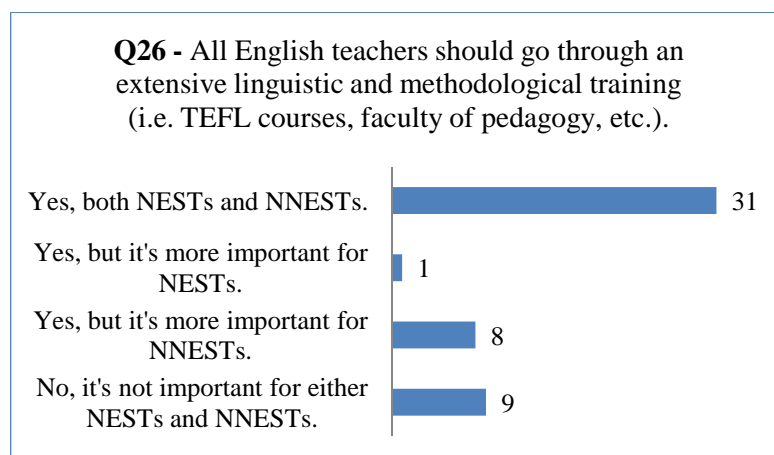 Q26 - All English teachers should go through an
extensive linguistic and methodological training
(i.e. TEFL courses, faculty of pedagogy, etc.).
Yes, both NESTs and NNESTs.
31
Yes, but it's more important for
NESTs.
1
Yes, but it's more important for
NNESTs.
8
No, it's not important for either
NESTs and NNESTs.
9